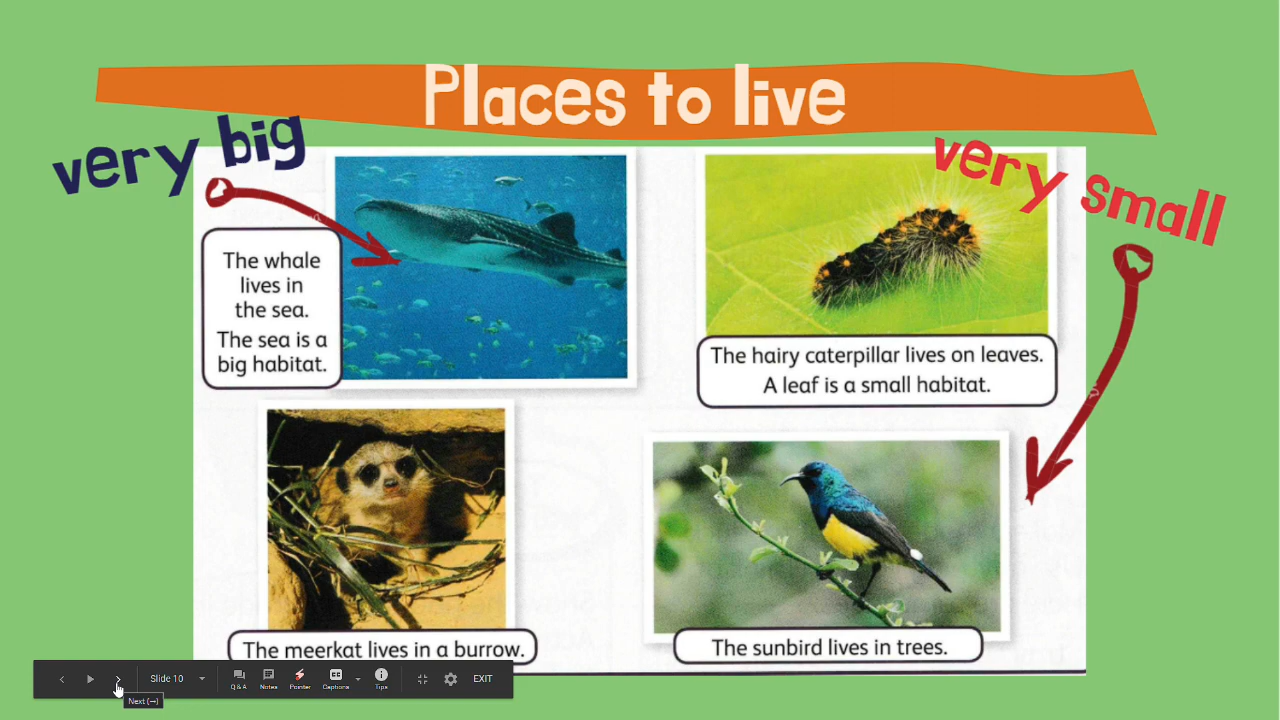 Places to live
very big
very small
The whale
lives in
the sea.
The sea is a
big habitat.
The hairy caterpillar lives on leaves.
A leaf is a small habitat.
The meerkat lives in a burrow.
The sunbird lives in trees.
Slide 10
Q & A
Notes
Pointer
Captions
Tips
EXIT
Next (→)